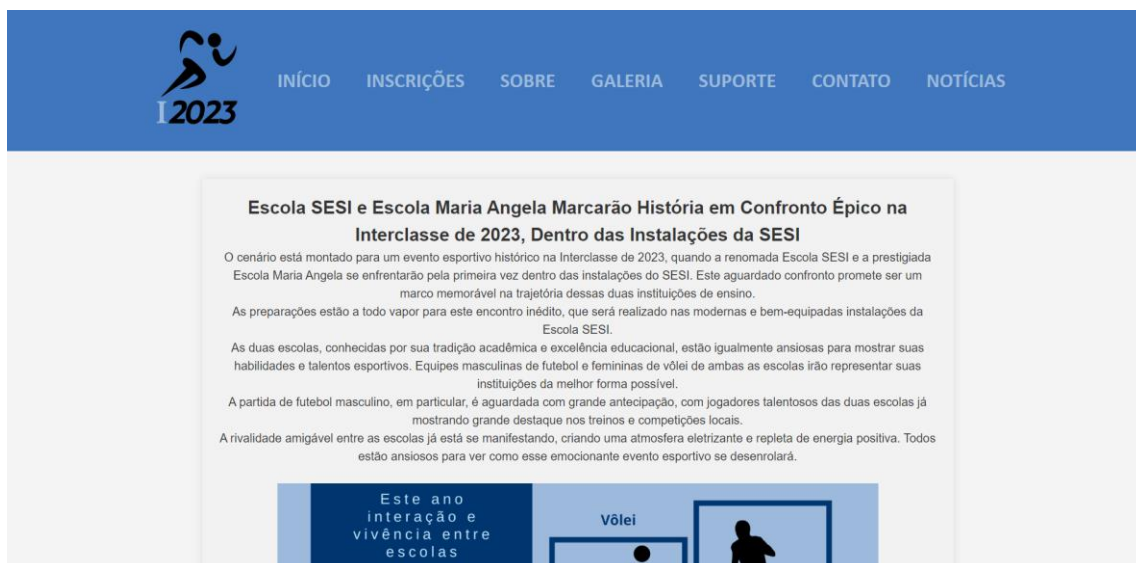 I 2023
INÍCIO INSCRIÇÕES SOBRE GALERIA SUPORTE CONTATO NOTÍCIAS
Escola SESI e Escola Maria Angela Marcarão História em Confronto Épico na
Interclasse de 2023, Dentro das Instalações da SESI
O cenário está montado para um evento esportivo histórico na Interclasse de 2023, quando a renomada Escola SESI e a prestigiada
Escola Maria Angela se enfrentarão pela primeira vez dentro das instalações do SESI. Este aguardado confronto promete ser um
marco memorável na trajetória dessas duas instituições de ensino.
As preparações estão a todo vapor para este encontro inédito, que será realizado nas modernas e bem-equipadas instalações da
Escola SESI.
As duas escolas, conhecidas por sua tradição acadêmica e excelência educacional, estão igualmente ansiosas para mostrar suas
habilidades e talentos esportivos. Equipes masculinas de futebol e femininas de vôlei de ambas as escolas irão representar suas
instituições da melhor forma possível.
A partida de futebol masculino, em particular, é aguardada com grande antecipação, com jogadores talentosos das duas escolas já
mostrando grande destaque nos treinos e competições locais.
A rivalidade amigável entre as escolas já está se manifestando, criando uma atmosfera eletrizante e repleta de energia positiva. Todos
estão ansiosos para ver como esse emocionante evento esportivo se desenrolará.
Este ano
interação e
vivência entre
escolas
Vôlei